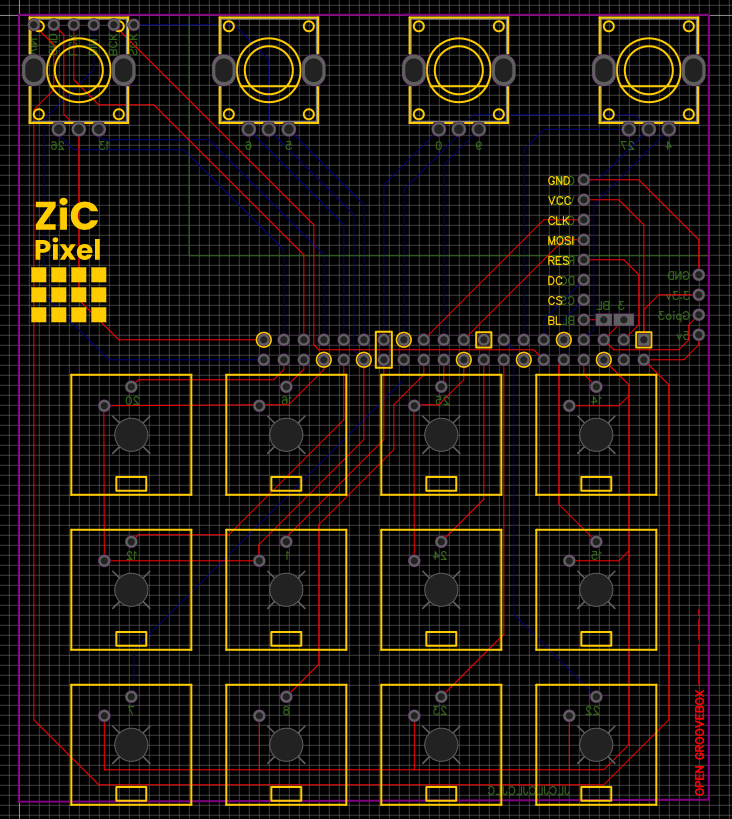 26
13
6
5
0
9
27
4
ZiC
Pixel
GND
VCC
CLK
MOSI
RES
DC
CS
BL
BL 3
GND
3.3v
Gpio3
5v
20
16
25
14
12
1
24
15
7
8
23
22
OPEN GROOVEBOX
JLCJLCJLCJLC